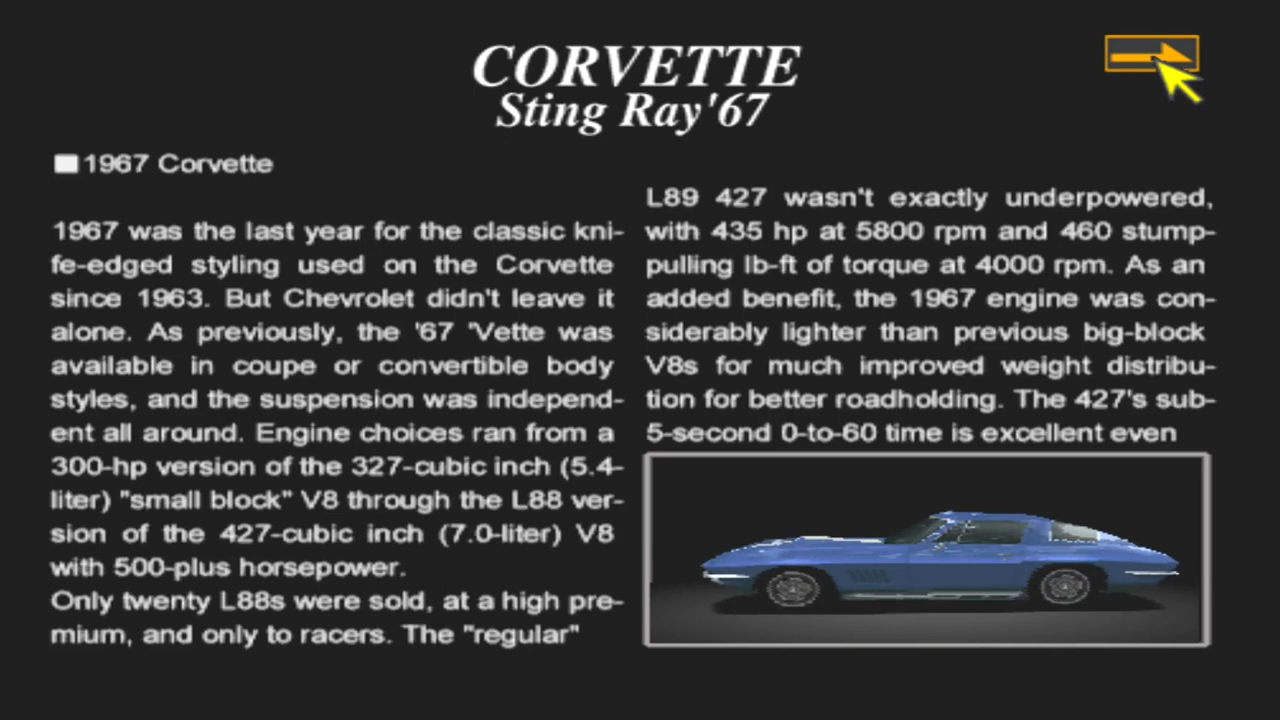 CORVETTE
Sting Ray'67
■1967 Corvette
1967 was the last year for the classic kni-
fe-edged styling used on the Corvette
since 1963. But Chevrolet didn't leave it
alone. As previously, the '67 'Vette was
available in coupe or convertible body
styles, and the suspension was independ-
ent all around. Engine choices ran from a
300-hp version of the 327-cubic inch (5.4-
liter) "small block" V8 through the L88 ver-
sion of the 427-cubic inch (7.0-liter) V8
with 500-plus horsepower.
Only twenty L88s were sold, at a high pre-
mium, and only to racers. The "regular"
L89 427 wasn't exactly underpowered,
with 435 hp at 5800 rpm and 460 stump-
pulling lb-ft of torque at 4000 rpm. As an
added benefit, the 1967 engine was con-
siderably lighter than previous big-block
V8s for much improved weight distribu-
tion for better roadholding. The 427's sub-
5-second 0-to-60 time is excellent even